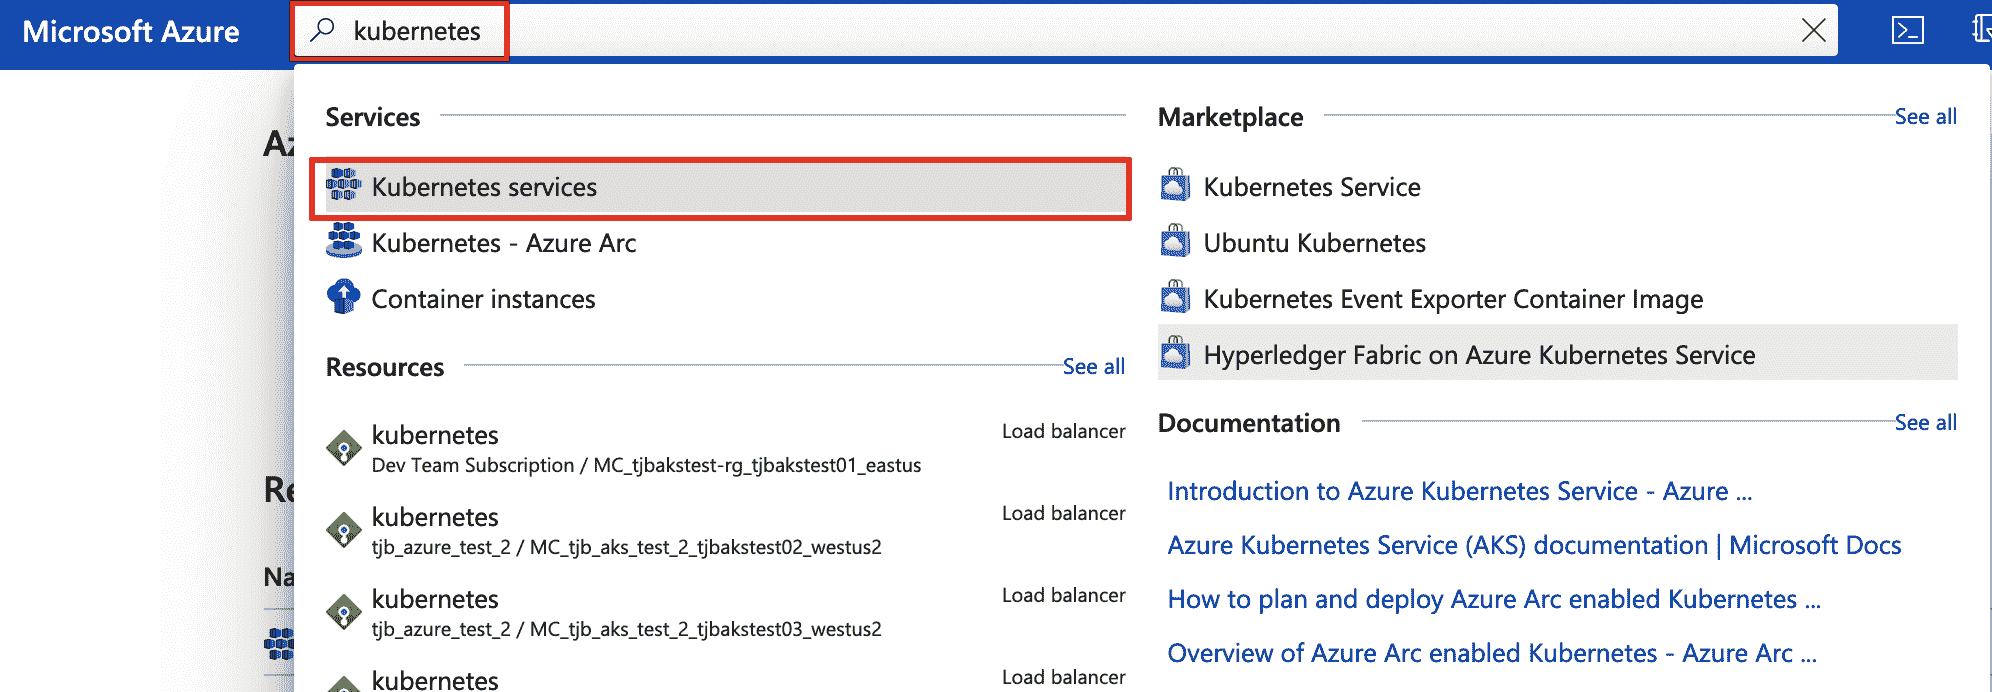 Microsoft Azure
kubernetes
Services
Kubernetes services
Kubernetes - Azure Arc
Container instances
Resources
See all
kubernetes
Load balancer
Dev Team Subscription / MC_tjbakstest-rg_tjbakstest01_eastus
kubernetes
Load balancer
tjb_azure_test_2 / MC_tjb_aks_test_2_tjbakstest02_westus2
kubernetes
Load balancer
tjb_azure_test_2 / MC_tjb_aks_test_2_tjbakstest03_westus2
kubernetes
Load balancer
Marketplace
See all
Kubernetes Service
Ubuntu Kubernetes
Kubernetes Event Exporter Container Image
Hyperledger Fabric on Azure Kubernetes Service
Documentation
See all
Introduction to Azure Kubernetes Service - Azure ...
Azure Kubernetes Service (AKS) documentation | Microsoft Docs
How to plan and deploy Azure Arc enabled Kubernetes ...
Overview of Azure Arc enabled Kubernetes - Azure Arc ...